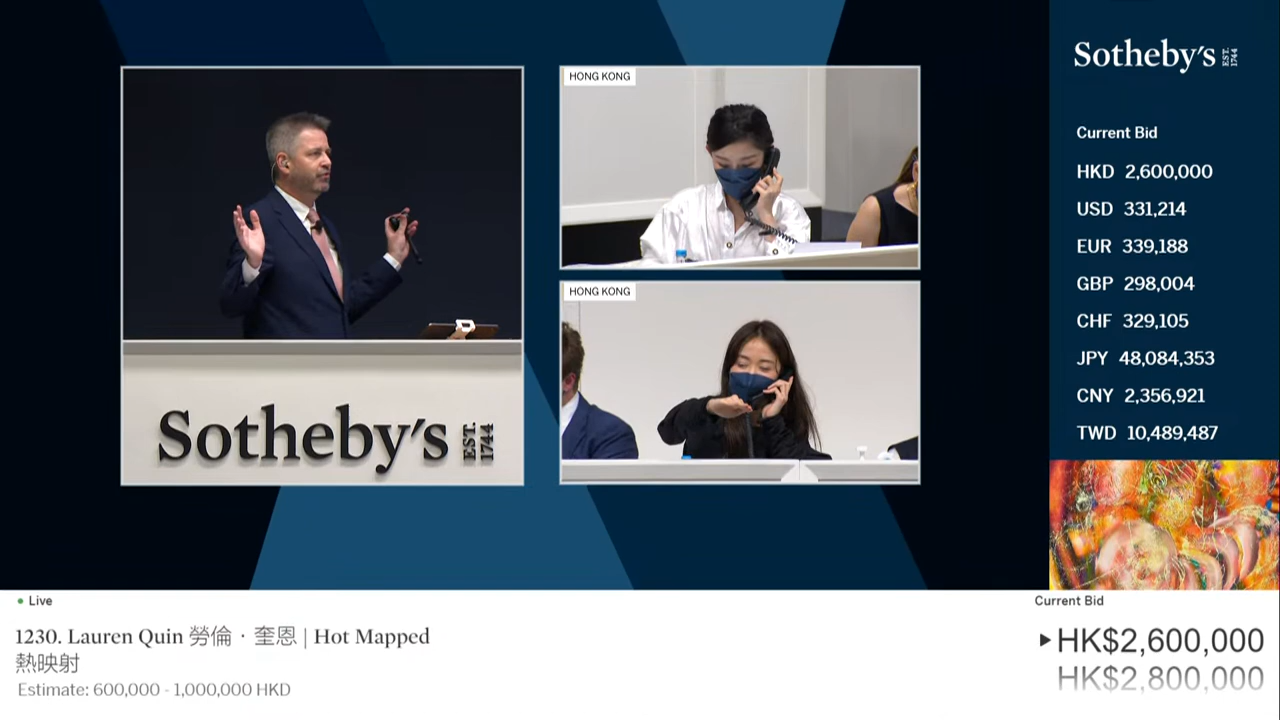 HONG KONG
HONG KONG
Sotheby's EST. 1744
Sotheby's EST. 1744
Current Bid
HKD 2,600,000
USD 331,214
EUR 339,188
GBP 298,004
CHF 329,105
JPY 48,084,353
CNY 2,356,921
TWD 10,489,487
Live
1230. Lauren Quin 勞倫 · 奎恩 | Hot Mapped
熱映射
Estimate: 600,000 - 1,000,000 HKD
Current Bid
HK$2,600,000
HK$2,800,000